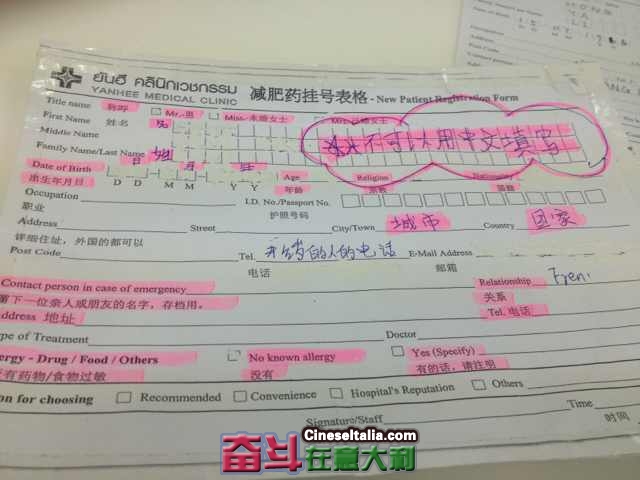 ยันฮี คลินิกเวชกรรม
YANHEE MEDICAL CLINIC 减肥药挂号表格 - New Patient Registration Form
Title name 称呼 Mr.-男 Miss-未婚女士
First Name 姓名 名
Middle Name
Family Name/Last Name 姓
不可以用中文填写
Date of Birth 日 月 年 Age Religion Nationality
出生年月日 D D M M Y Y 年龄 宗教 国籍
Occupation I.D. No./Passport No.
职业 护照号码
Address Street City/Town 城市 Country 国家
详细住址，外国的都可以
Post Code Tel. 开药的人的电话 E-Mail Address
电话 邮箱
Contact person in case of emergency Relationship
留下一位亲人或朋友的名字，存档用。 关系
Address 地址 Tel. 电话
Type of Treatment Doctor
ergy - Drug / Food / Others No known allergy Yes (Specify)
有药物/食物过敏 没有 有的话，请注明
on for choosing Recommended Convenience Hospital's Reputation Others
Signature/Staff Time
时间
CineseItalia.com
奋斗在意大利